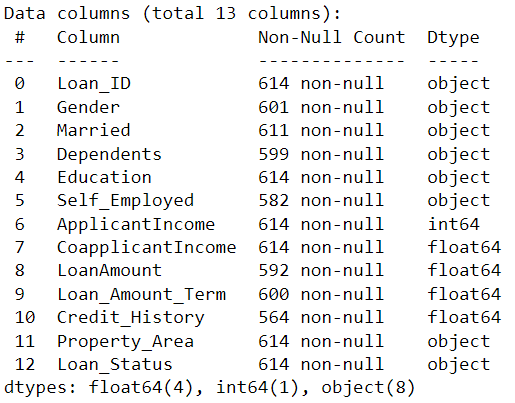 Data columns (total 13 columns):
 #   Column             Non-Null Count  Dtype
---  ------             --------------  -----
 0   Loan_ID            614 non-null    object
 1   Gender             601 non-null    object
 2   Married            611 non-null    object
 3   Dependents         599 non-null    object
 4   Education          614 non-null    object
 5   Self_Employed      582 non-null    object
 6   ApplicantIncome    614 non-null    int64
 7   CoapplicantIncome  614 non-null    float64
 8   LoanAmount         592 non-null    float64
 9   Loan_Amount_Term   600 non-null    float64
 10  Credit_History     564 non-null    float64
 11  Property_Area      614 non-null    object
 12  Loan_Status        614 non-null    object
dtypes: float64(4), int64(1), object(8)